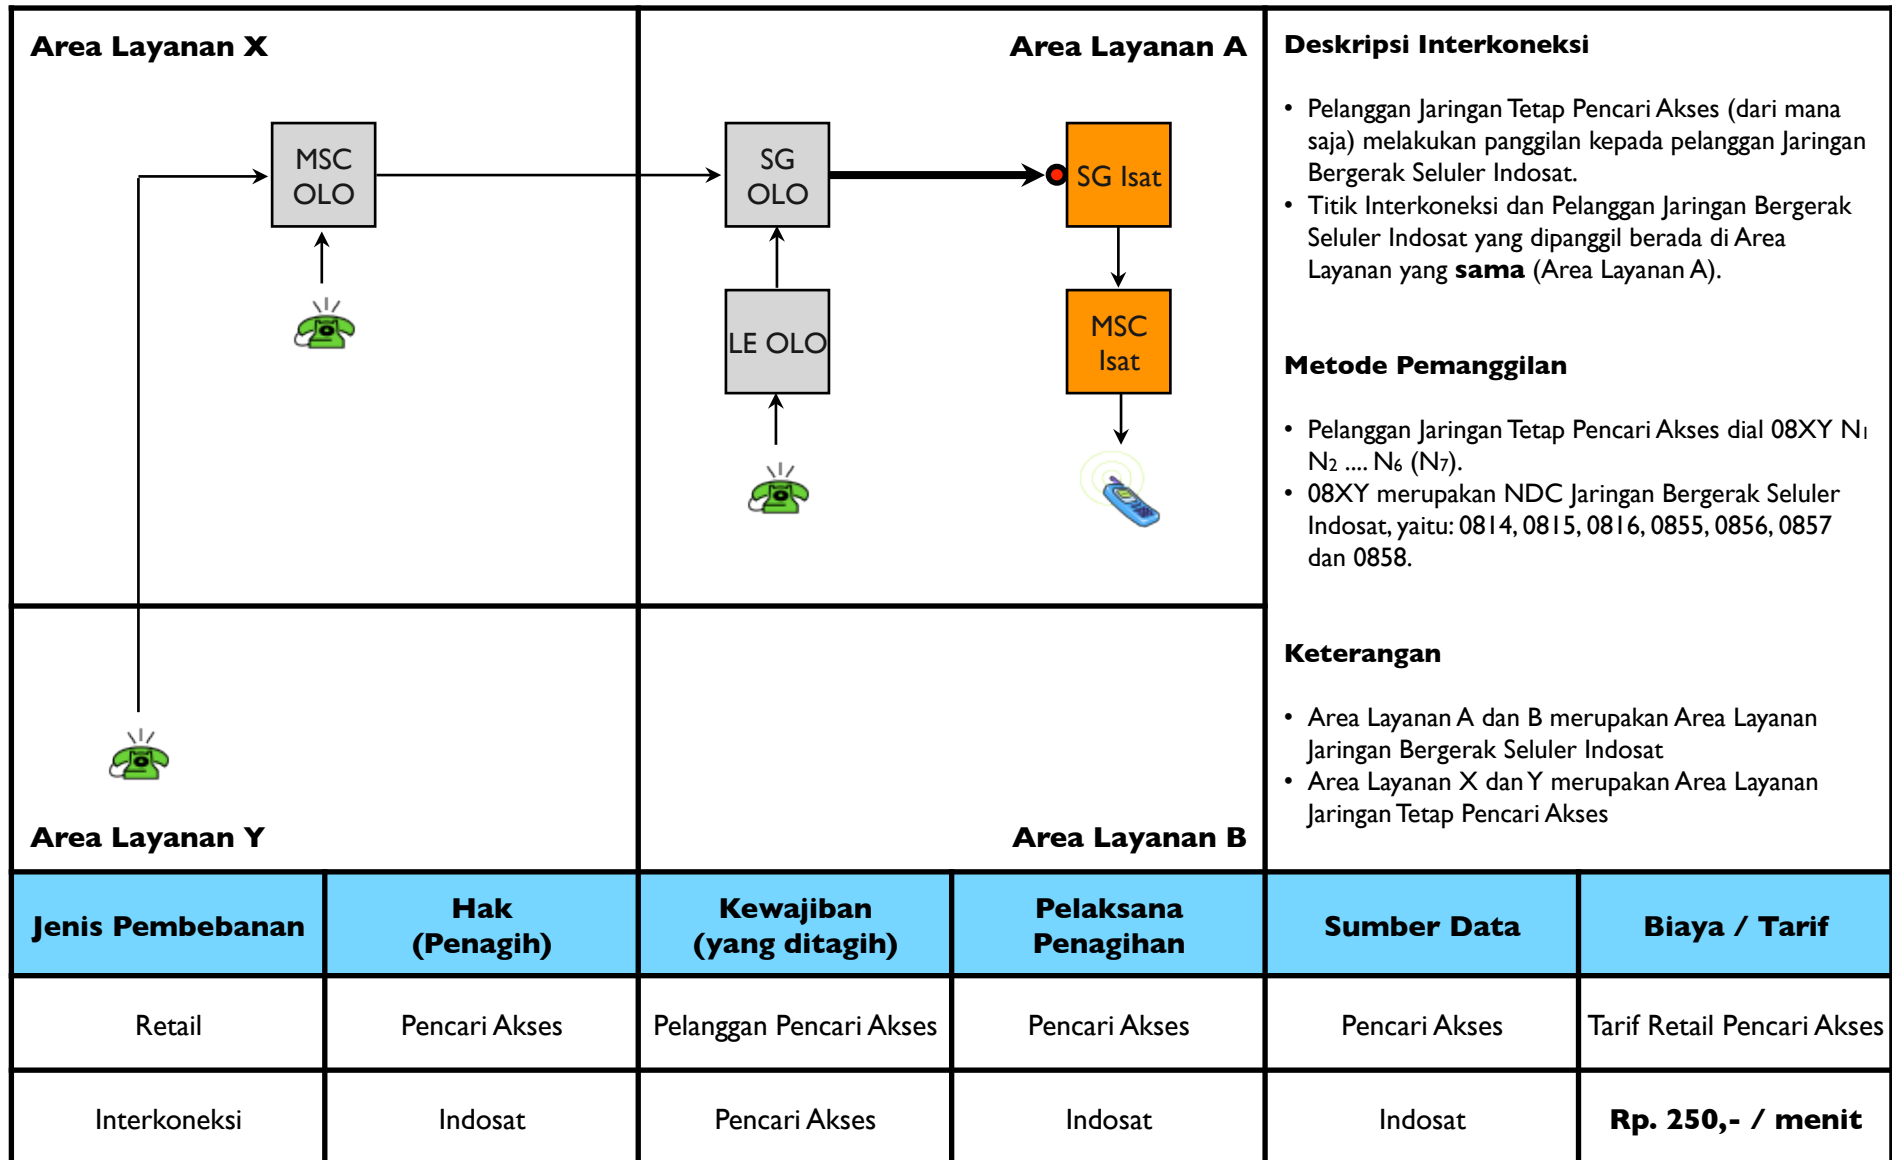 Area Layanan X
Area Layanan A
MSC
OLO
SG
OLO
SG Isat
LE OLO
MSC
Isat
Area Layanan Y
Area Layanan B
Deskripsi Interkoneksi
• Pelanggan Jaringan Tetap Pencari Akses (dari mana
saja) melakukan panggilan kepada pelanggan Jaringan
Bergerak Seluler Indosat.
• Titik Interkoneksi dan Pelanggan Jaringan Bergerak
Seluler Indosat yang dipanggil berada di Area
Layanan yang sama (Area Layanan A).
Metode Pemanggilan
• Pelanggan Jaringan Tetap Pencari Akses dial 08XY N1
N2 .... N6 (N7).
• 08XY merupakan NDC Jaringan Bergerak Seluler
Indosat, yaitu: 0814, 0815, 0816, 0855, 0856, 0857
dan 0858.
Keterangan
• Area Layanan A dan B merupakan Area Layanan
Jaringan Bergerak Seluler Indosat
• Area Layanan X dan Y merupakan Area Layanan
Jaringan Tetap Pencari Akses
Jenis Pembebanan
Hak
(Penagih)
Kewajiban
(yang ditagih)
Pelaksana
Penagihan
Sumber Data
Biaya / Tarif
Retail
Pencari Akses
Pelanggan Pencari Akses
Pencari Akses
Pencari Akses
Tarif Retail Pencari Akses
Interkoneksi
Indosat
Pencari Akses
Indosat
Indosat
Rp. 250,- / menit